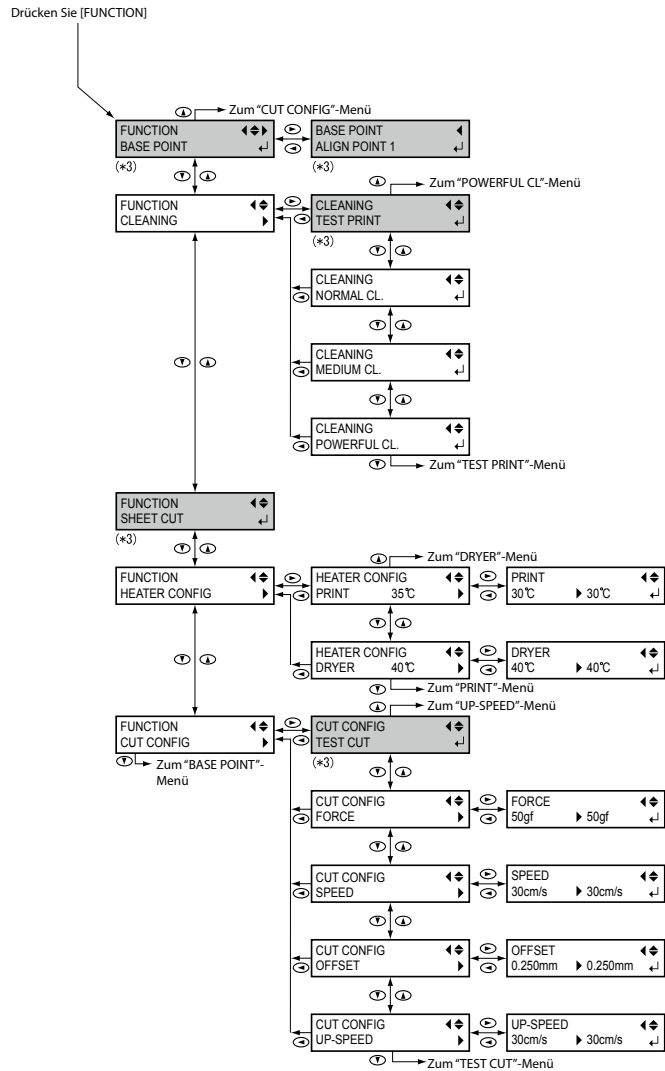 Drücken Sie [FUNCTION]
Zum "CUT CONFIG"-Menü
FUNCTION
BASE POINT
(*3)
BASE POINT
ALIGN POINT 1
(*3)
Zum "POWERFUL CL"-Menü
FUNCTION
CLEANING
CLEANING
TEST PRINT
(*3)
CLEANING
NORMAL CL.
CLEANING
MEDIUM CL.
CLEANING
POWERFUL CL.
Zum "TEST PRINT"-Menü
FUNCTION
SHEET CUT
(*3)
Zum "DRYER"-Menü
FUNCTION
HEATER CONFIG
HEATER CONFIG
PRINT 35℃
PRINT
30℃ 30℃
HEATER CONFIG
DRYER 40℃
DRYER
40℃ 40℃
Zum "PRINT"-Menü
Zum "UP-SPEED"-Menü
FUNCTION
CUT CONFIG
Zum "BASE POINT"-
Menü
CUT CONFIG
TEST CUT
(*3)
CUT CONFIG
FORCE
FORCE
50gf 50gf
CUT CONFIG
SPEED
SPEED
30cm/s 30cm/s
CUT CONFIG
OFFSET
OFFSET
0.250mm 0.250mm
CUT CONFIG
UP-SPEED
UP-SPEED
30cm/s 30cm/s
Zum "TEST CUT"-Menü